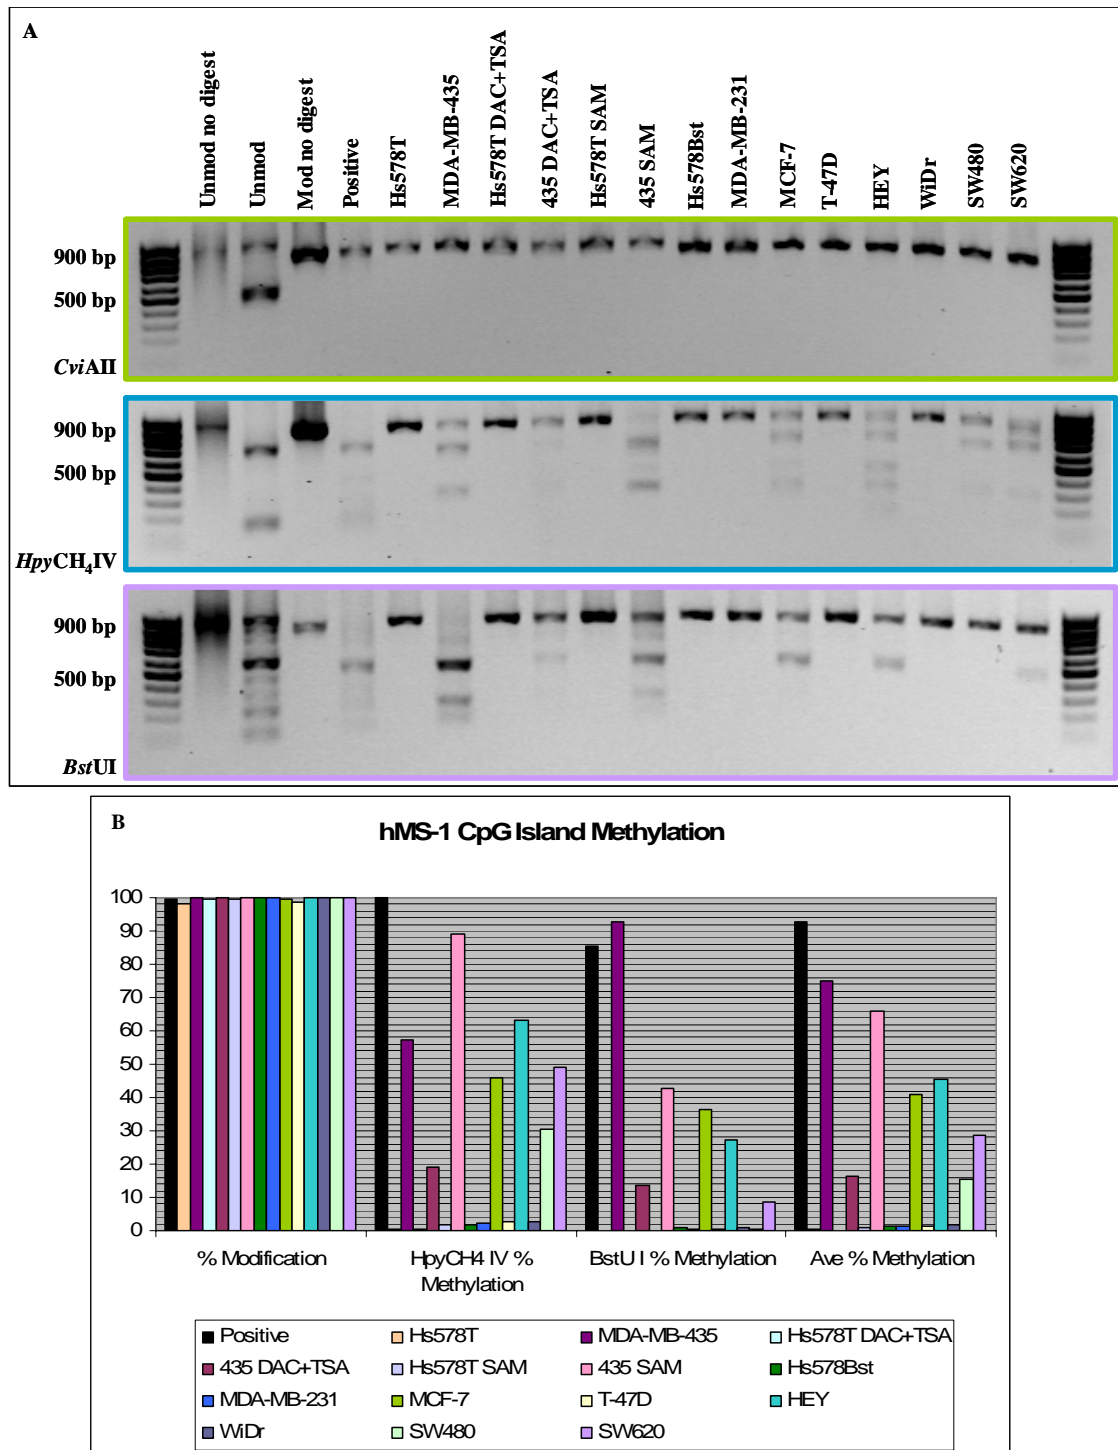 A
Unmod no digest
Unmod
Mod no digest
Positive
Hs578T
MDA-MB-435
Hs578T DAC+TSA
435 DAC+TSA
Hs578T SAM
435 SAM
Hs578Bst
MDA-MB-231
MCF-7
T-47D
HEY
WiDr
SW480
SW620
900 bp
500 bp
CviAII
900 bp
500 bp
HpyCH4IV
900 bp
500 bp
BstUI
B
hMS-1 CpG Island Methylation
100
90
80
70
60
50
40
30
20
10
0
% Modification
HpyCH4 IV %
Methylation
BstU I % Methylation
Ave % Methylation
Positive
Hs578T
MDA-MB-435
Hs578T DAC+TSA
435 DAC+TSA
Hs578T SAM
435 SAM
Hs578Bst
MDA-MB-231
MCF-7
T-47D
HEY
WiDr
SW480
SW620